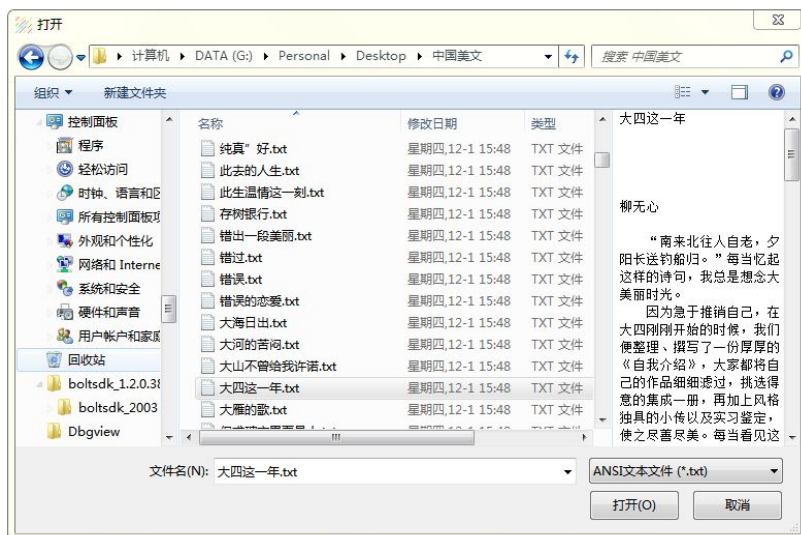 打开
计算机 DATA (G:) Personal Desktop 中国美文
搜索 中国美文
组织 新建文件夹
控制面板
程序
轻松访问
时钟、语言和区
所有控制面板项
外观和个性化
网络和 Interne
系统和安全
硬件和声音
用户帐户和家庭
回收站
boltsdk_1.2.0.38
boltsdk_2003
Dbgview
名称 修改日期 类型
纯真”好.txt 星期四,12-1 15:48 TXT 文件
此去的人生.txt 星期四,12-1 15:48 TXT 文件
此生温情这一刻.txt 星期四,12-1 15:48 TXT 文件
存树银行.txt 星期四,12-1 15:48 TXT 文件
错出一段美丽.txt 星期四,12-1 15:48 TXT 文件
错过.txt 星期四,12-1 15:48 TXT 文件
错误.txt 星期四,12-1 15:48 TXT 文件
错误的恋爱.txt 星期四,12-1 15:48 TXT 文件
大海日出.txt 星期四,12-1 15:48 TXT 文件
大河的苦闷.txt 星期四,12-1 15:48 TXT 文件
大山不曾给我许诺.txt 星期四,12-1 15:48 TXT 文件
大四这一年.txt 星期四,12-1 15:48 TXT 文件
大雁的歌.txt 星期四,12-1 15:48 TXT 文件
大四这一年
柳无心
“南来北往人自老，夕
阳长送钓船归。”每当忆起
这样的诗句，我总是想念大
美丽时光。
因为急于推销自己，在
大四刚刚开始的时候，我们
便整理、撰写了一份厚厚的
《自我介绍》，大家都将自
己的作品细细滤过，挑选得
意的集成一册，再加上风格
独具的小传以及实习鉴定，
使之尽善尽美。每当看见这
文件名(N): 大四这一年.txt ANSI文本文件 (*.txt)
打开(O) 取消